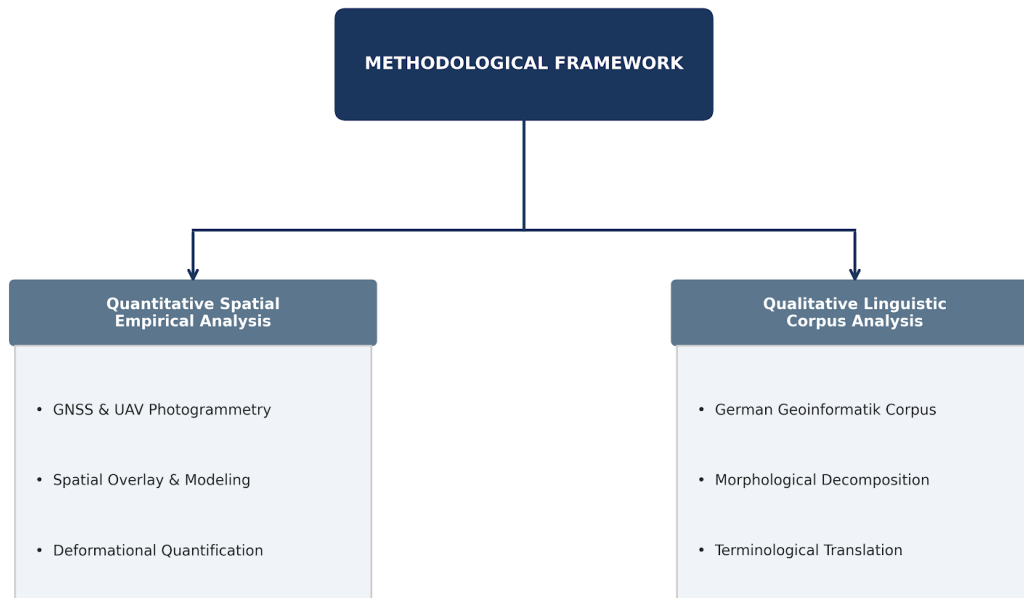 METHODOLOGICAL FRAMEWORK
Quantitative Spatial
Empirical Analysis
• GNSS & UAV Photogrammetry
• Spatial Overlay & Modeling
• Deformational Quantification
Qualitative Linguistic
Corpus Analysis
• German Geoinformatik Corpus
• Morphological Decomposition
• Terminological Translation